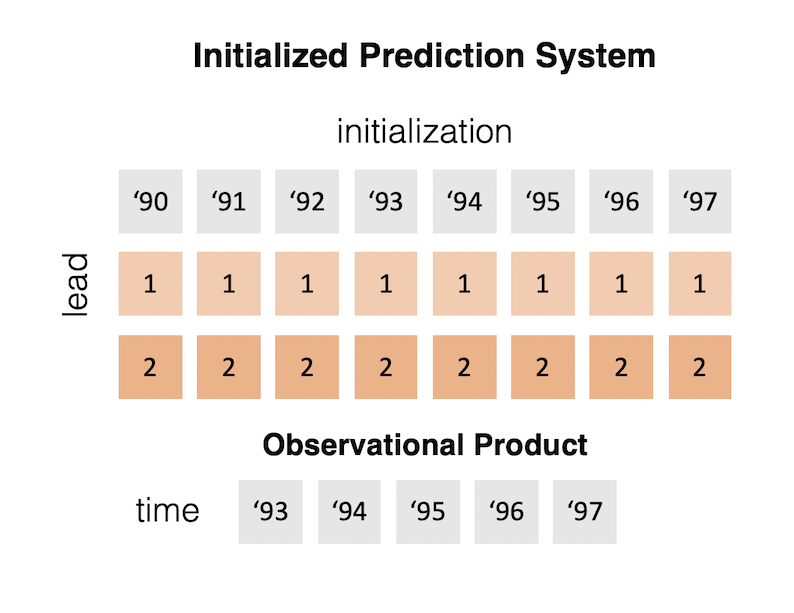 Initialized Prediction System
initialization
‘90 ‘91 ‘92 ‘93 ‘94 ‘95 ‘96 ‘97
lead
1 1 1 1 1 1 1 1
2 2 2 2 2 2 2 2
Observational Product
time ‘93 ‘94 ‘95 ‘96 ‘97